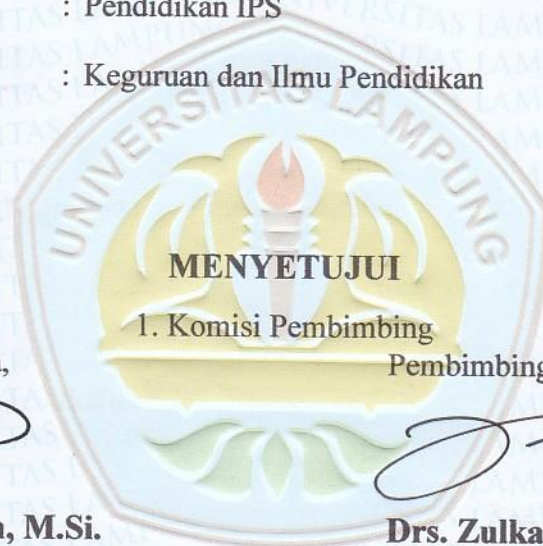 : Pendidikan IPS
: Keguruan dan Ilmu Pendidikan
UNIVERSITAS LAMPUNG
MENYETUJUI
1. Komisi Pembimbing
Pembimbing
M.Si.
Drs. Zulka